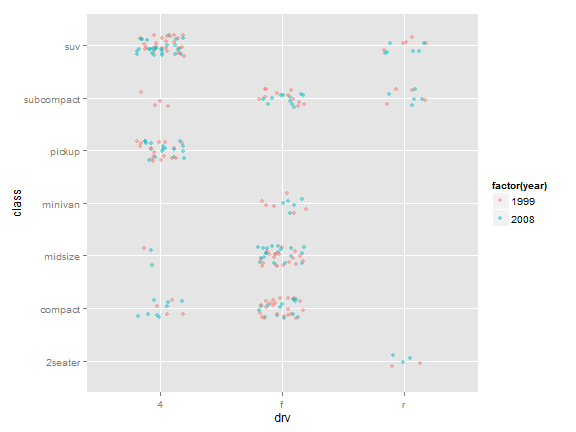 suv
subcompact
pickup
minivan
midsize
compact
2seater
class
4 f r
drv
factor(year)
1999
2008